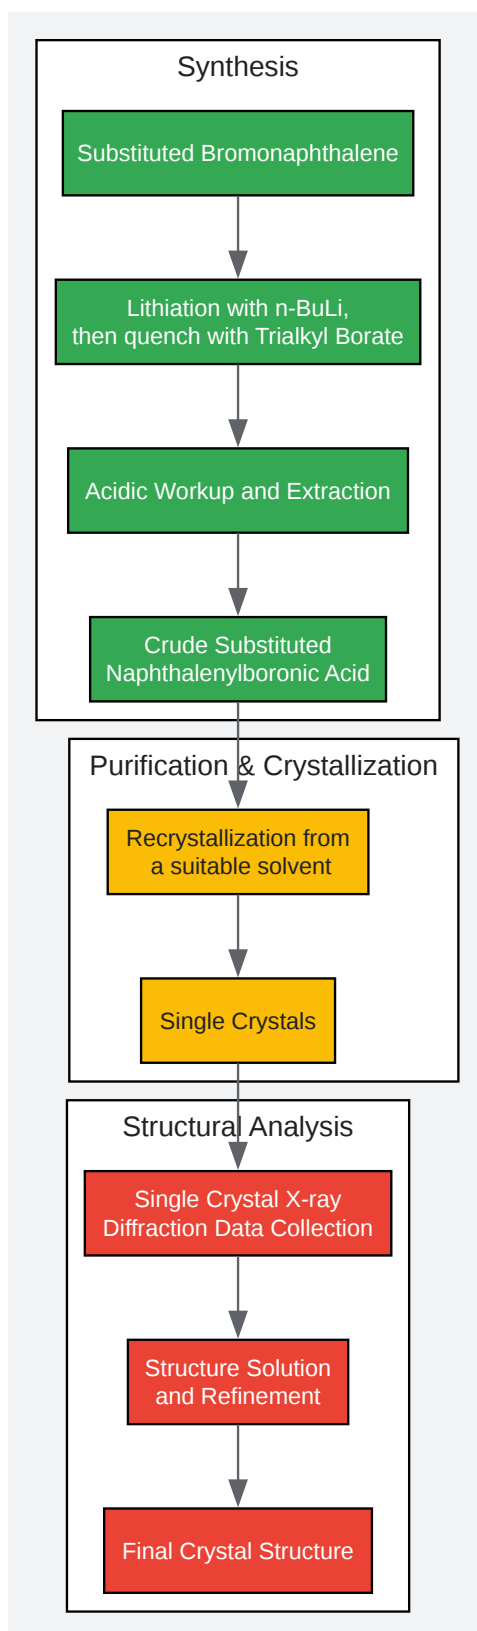 Synthesis
Substituted Bromonaphthalene
Lithiation with n-BuLi,
then quench with Trialkyl Borate
Acidic Workup and Extraction
Crude Substituted
Naphthalenylboronic Acid
Purification & Crystallization
Recrystallization from
a suitable solvent
Single Crystals
Structural Analysis
Single Crystal X-ray
Diffraction Data Collection
Structure Solution
and Refinement
Final Crystal Structure